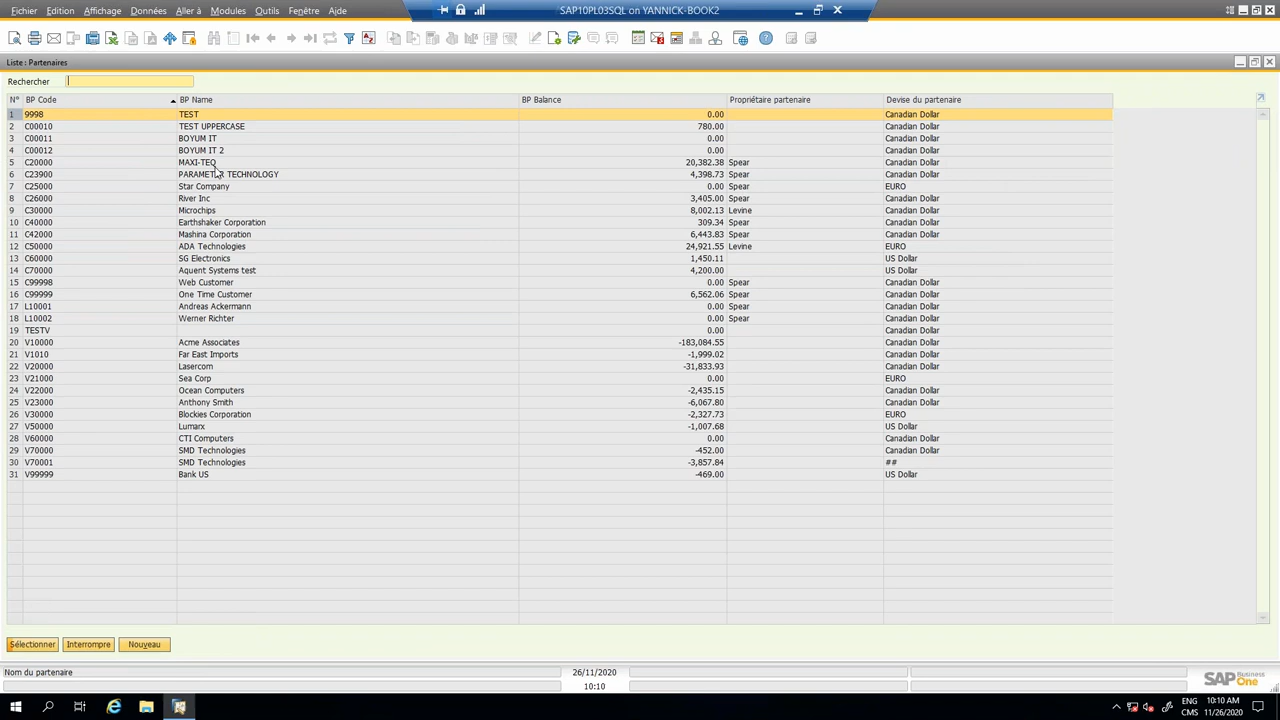 SAP10PL03SQL on YANNICK-BOOK2
Fichier Edition Affichage Données Aller à Modules Outils Fenêtre Aide
Liste : Partenaires
Rechercher
N° BP Code BP Name BP Balance Propriétaire partenaire Devise du partenaire
1 9998 TEST 0.00 Canadian Dollar
2 C00010 TEST UPPERCASE 780.00 Canadian Dollar
3 C00011 BOYUM IT 0.00 Canadian Dollar
4 C00012 BOYUM IT 2 0.00 Canadian Dollar
5 C20000 MAXI-TEQ 20,382.38 Spear Canadian Dollar
6 C23900 PARAMETER TECHNOLOGY 4,398.73 Spear Canadian Dollar
7 C25000 Star Company 0.00 Spear EURO
8 C26000 River Inc 3,405.00 Spear Canadian Dollar
9 C30000 Microchips 8,002.13 Levine Canadian Dollar
10 C40000 Earthshaker Corporation 309.34 Spear Canadian Dollar
11 C42000 Mashina Corporation 6,443.83 Spear Canadian Dollar
12 C50000 ADA Technologies 24,921.55 Levine EURO
13 C60000 SG Electronics 1,450.11 US Dollar
14 C70000 Aquent Systems test 4,200.00 US Dollar
15 C99998 Web Customer 0.00 Spear Canadian Dollar
16 C99999 One Time Customer 6,562.06 Spear Canadian Dollar
17 L10001 Andreas Ackermann 0.00 Spear Canadian Dollar
18 L10002 Werner Richter 0.00 Spear Canadian Dollar
19 TESTV 0.00 Canadian Dollar
20 V10000 Acme Associates -183,084.55 Canadian Dollar
21 V1010 Far East Imports -1,999.02 Canadian Dollar
22 V20000 Lasercom -31,833.93 Canadian Dollar
23 V21000 Sea Corp 0.00 EURO
24 V22000 Ocean Computers -2,435.15 Canadian Dollar
25 V23000 Anthony Smith -6,067.80 Canadian Dollar
26 V30000 Blockies Corporation -2,327.73 EURO
27 V50000 Lumarx -1,007.68 US Dollar
28 V60000 CTI Computers 0.00 Canadian Dollar
29 V70000 SMD Technologies -452.00 Canadian Dollar
30 V70001 SMD Technologies -3,857.84 ##
31 V99999 Bank US -469.00 US Dollar
Sélectionner Interrompre Nouveau
Nom du partenaire 26/11/2020
10:10
SAP Business One
ENG 10:10 AM
CMS 11/26/2020